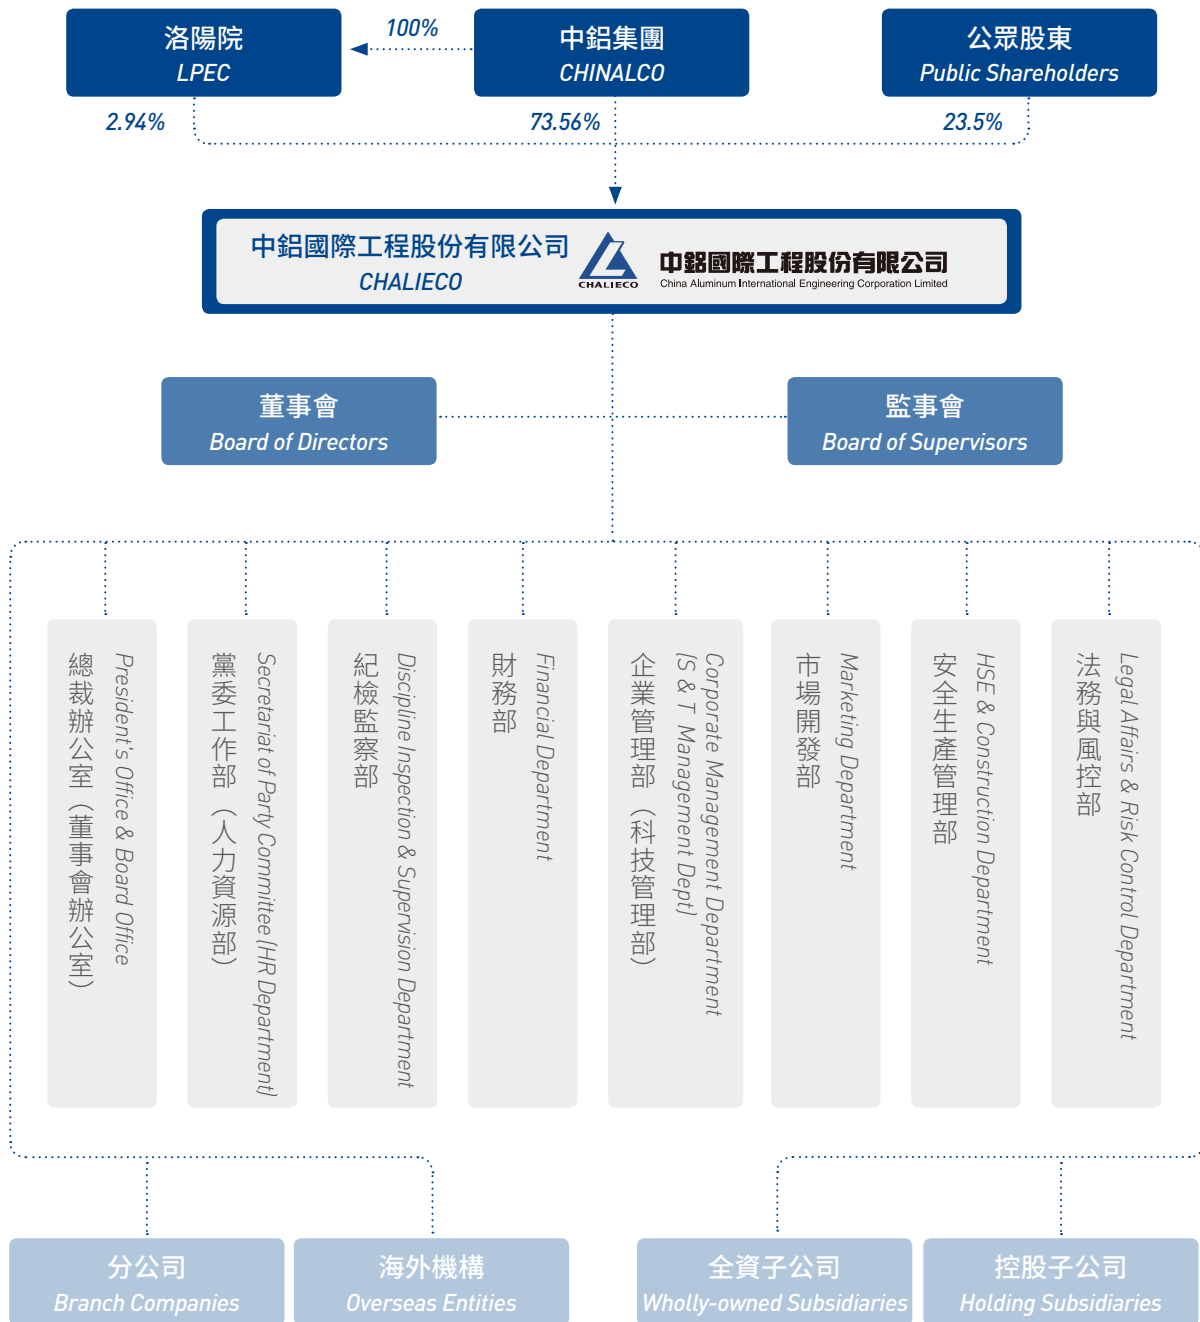 洛陽院
LPEC
100%
中鋁集團
CHINALCO
公眾股東
Public Shareholders
2.94%
73.56%
23.5%
中鋁國際工程股份有限公司
CHALIECO
CHALIECO
中鋁國際工程股份有限公司
China Aluminum International Engineering Corporation Limited
董事會
Board of Directors
監事會
Board of Supervisors
總裁辦公室（董事會辦公室）
President's Office & Board Office
黨委工作部（人力資源部）
Secretariat of Party Committee (HR Department)
紀檢監察部
Discipline Inspection & Supervision Department
財務部
Financial Department
企業管理部（科技管理部）
Corporate Management Department
(S & T Management Dept)
市場開發部
Marketing Department
安全生產管理部
HSE & Construction Department
法務與風控部
Legal Affairs & Risk Control Department
分公司
Branch Companies
海外機構
Overseas Entities
全資子公司
Wholly-owned Subsidiaries
控股子公司
Holding Subsidiaries